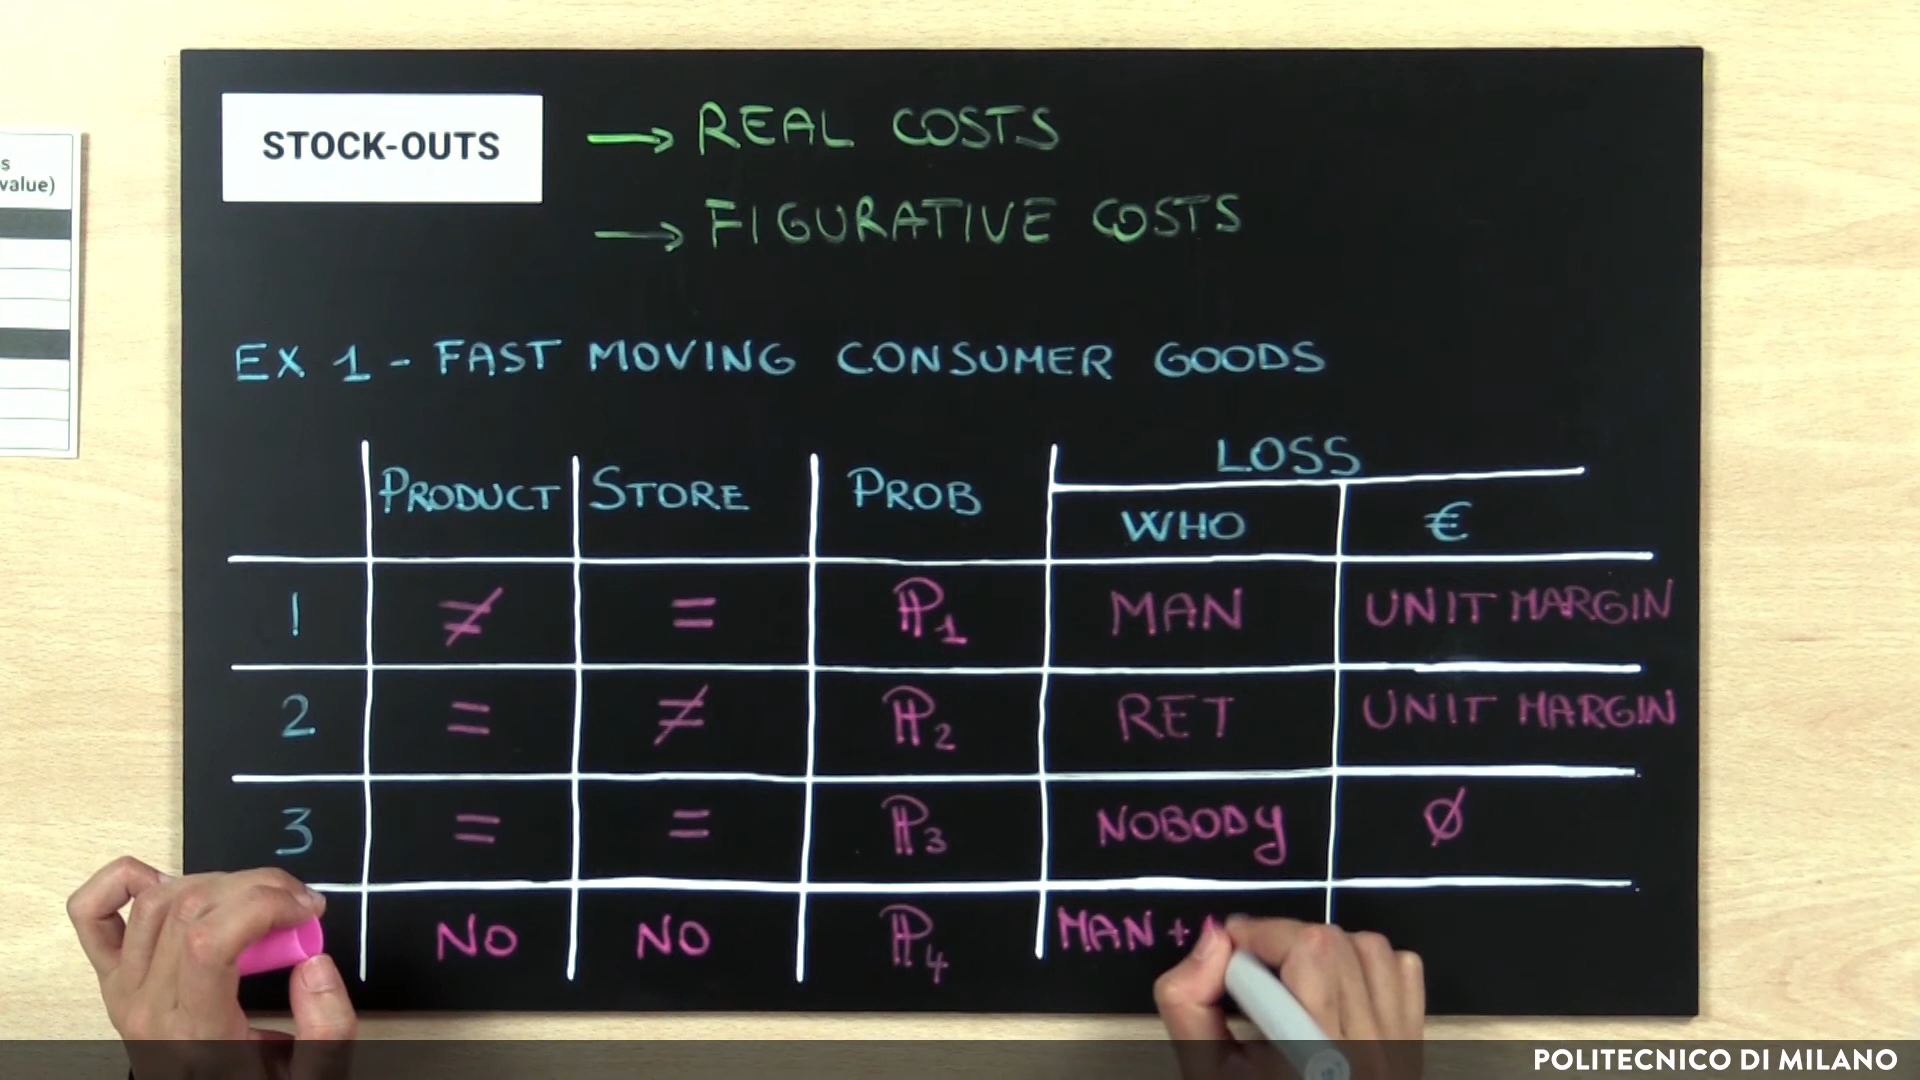 s
value)
STOCK-OUTS
→ REAL COSTS
→ FIGURATIVE COSTS
EX 1 - FAST MOVING CONSUMER GOODS
LOSS
PRODUCT STORE PROB WHO €
1 ≠ = P1 MAN UNIT MARGIN
2 = ≠ P2 RET UNIT MARGIN
3 = = P3 NOBODY Ø
NO NO P4 MAN +
POLITECNICO DI MILANO